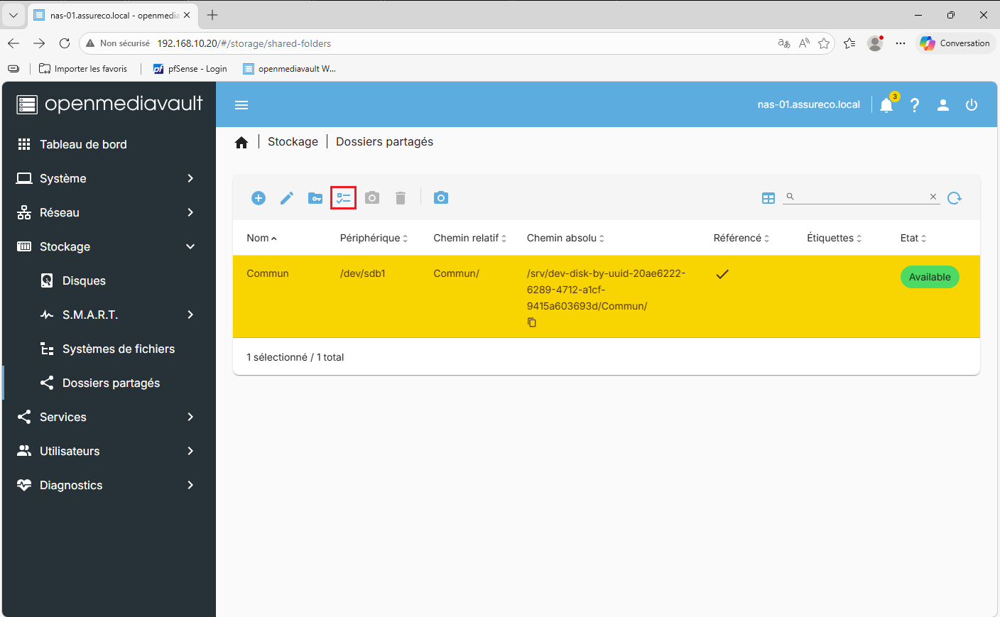 nas-01.assureco.local - openmedia
Non sécurisé 192.168.10.20/#/storage/shared-folders
Conversation
Importer les favoris
pfSense - Login
openmediavault W...
openmediavault
nas-01.assureco.local
3
Tableau de bord
Système
Réseau
Stockage
Disques
S.M.A.R.T.
Systèmes de fichiers
Dossiers partagés
Services
Utilisateurs
Diagnostics
Stockage
Dossiers partagés
Nom Périphérique Chemin relatif Chemin absolu Référencé Étiquettes Etat
Commun /dev/sdb1 Commun/ /srv/dev-disk-by-uuid-20ae6222-
6289-4712-a1cf-
9415a603693d/Commun/
Available
1 sélectionné / 1 total